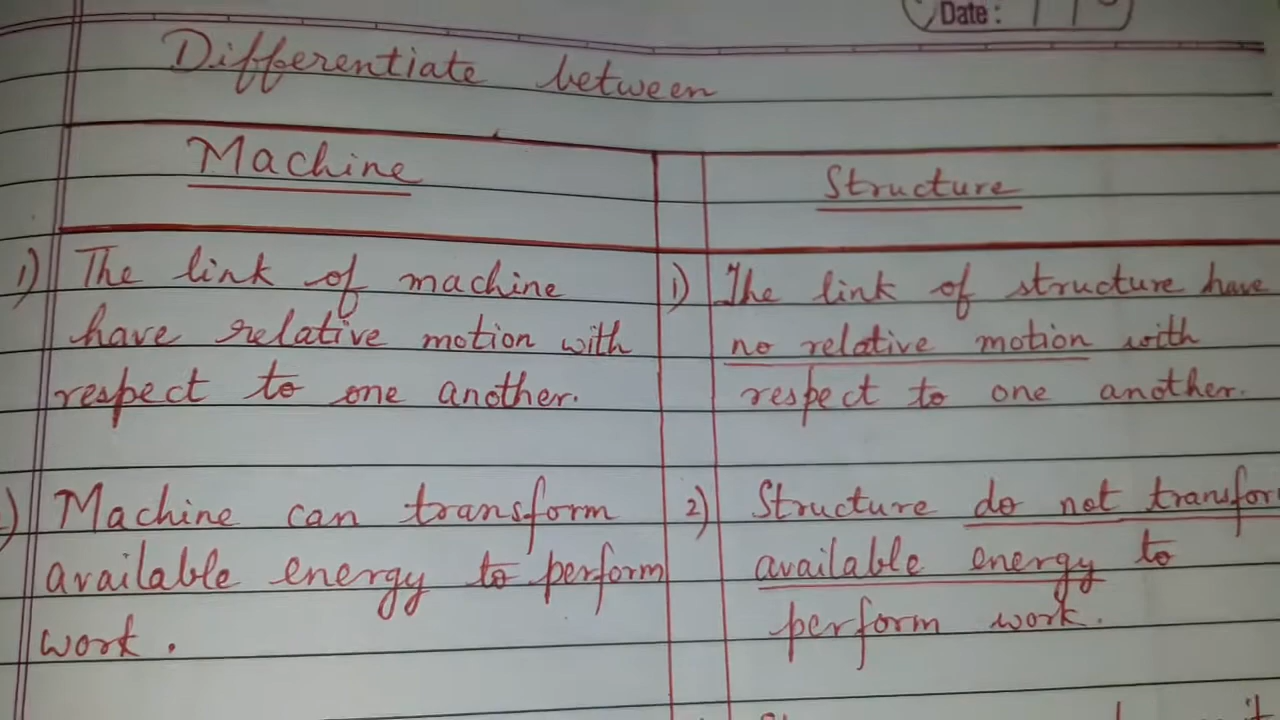 Date :
Differentiate between
Machine
1) The link of machine
have relative motion with
respect to one another.
2) Machine can transform
available energy to perform
work.
Structure
1) The link of structure have
no relative motion with
respect to one another.
2) Structure do not transfor
available energy to
perform work.